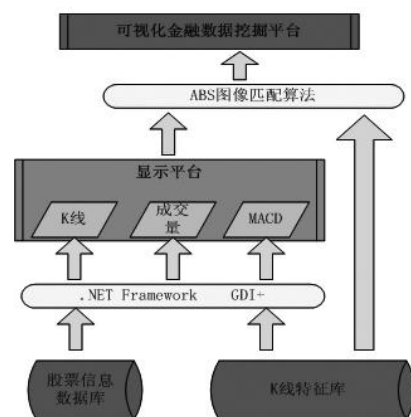 可视化金融数据挖掘平台
ABS图像匹配算法
显示平台
K线
成交
量
MACD
.NET Framework GDI+
股票信息
数据库
K线特征库